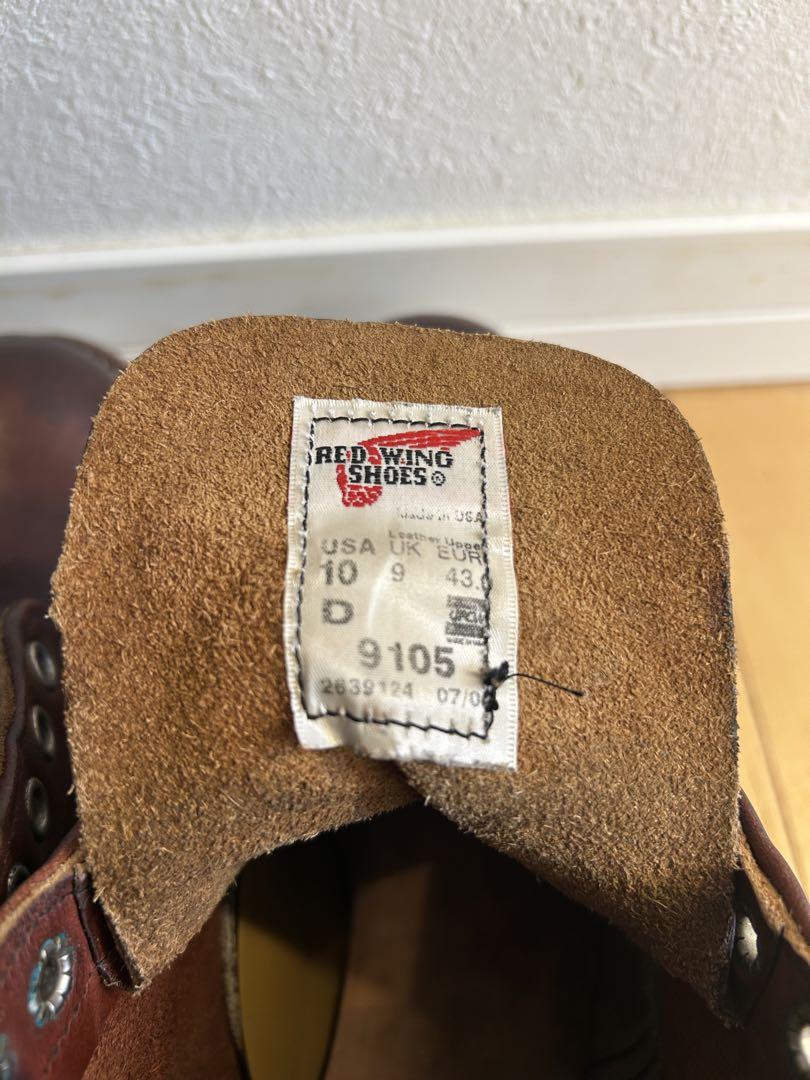 RED WING
SHOES®
Made in USA
Leather Upper
USA UK EUR
10 9 43.
D
9105
2639124 07/0